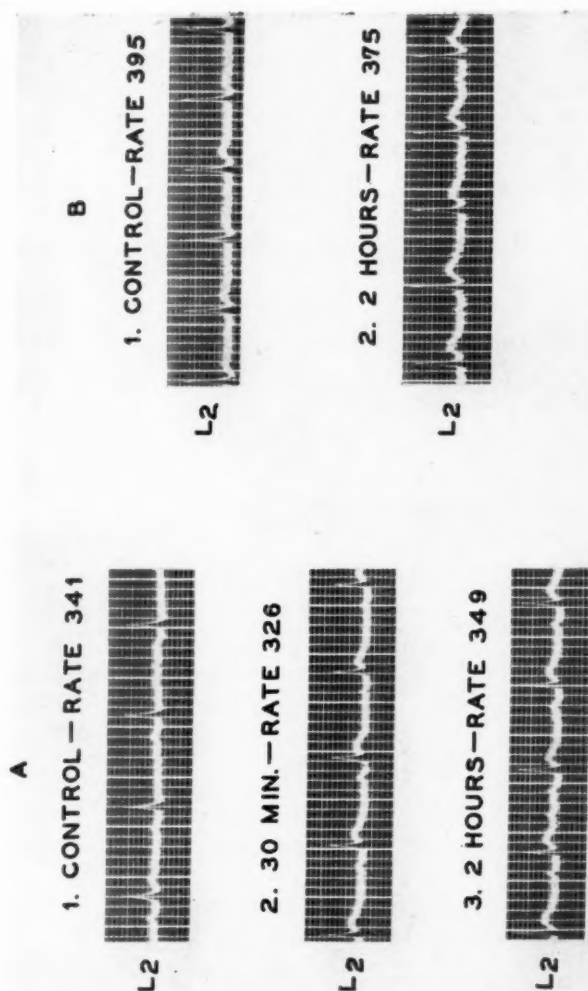 A
1. CONTROL—RATE 341
L2
2. 30 MIN.—RATE 326
L2
3. 2 HOURS—RATE 349
L2
B
1. CONTROL—RATE 395
L2
2. 2 HOURS—RATE 375
L2